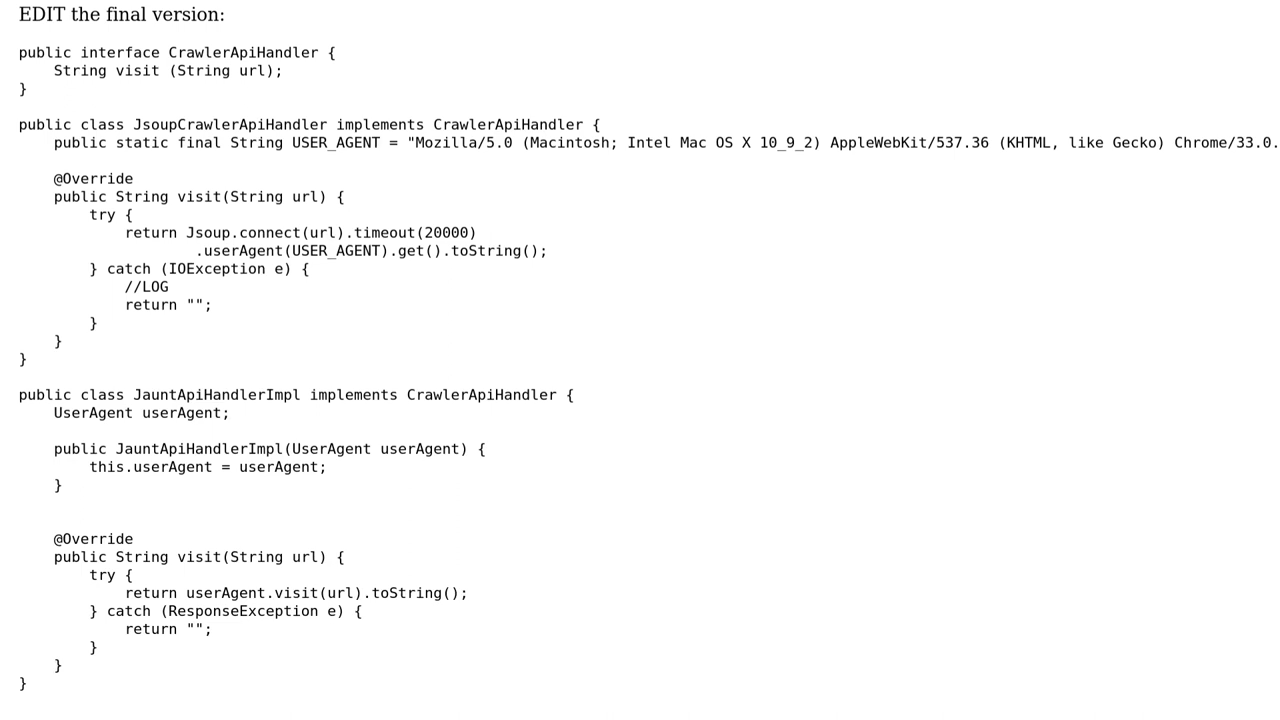 EDIT the final version:
public interface CrawlerApiHandler {
    String visit (String url);
}
public class JsoupCrawlerApiHandler implements CrawlerApiHandler {
    public static final String USER_AGENT = "Mozilla/5.0 (Macintosh; Intel Mac OS X 10_9_2) AppleWebKit/537.36 (KHTML, like Gecko) Chrome/33.0.
    @Override
    public String visit(String url) {
        try {
            return Jsoup.connect(url).timeout(20000)
                    .userAgent(USER_AGENT).get().toString();
        } catch (IOException e) {
            //LOG
            return "";
        }
    }
}
public class JauntApiHandlerImpl implements CrawlerApiHandler {
    UserAgent userAgent;
    public JauntApiHandlerImpl(UserAgent userAgent) {
        this.userAgent = userAgent;
    }
    @Override
    public String visit(String url) {
        try {
            return userAgent.visit(url).toString();
        } catch (ResponseException e) {
            return "";
        }
    }
}